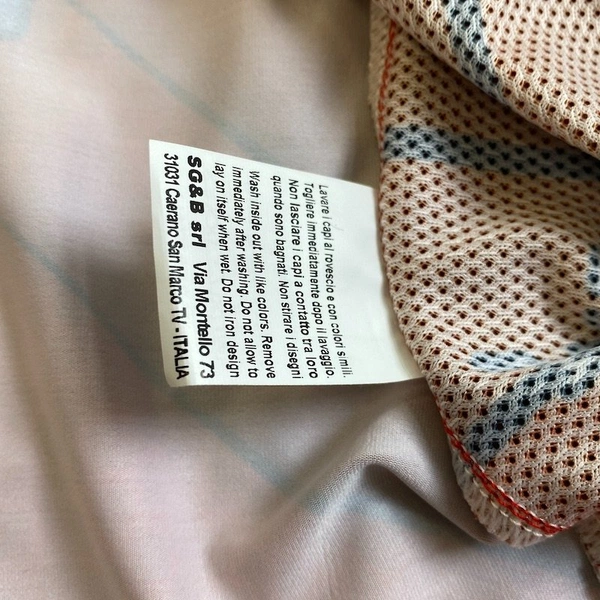 Lavare i capi al rovescio e con colori simili.
Togliere immediatamente dopo il lavaggio.
Non lasciare i capi a contatto tra loro
quando sono bagnati. Non stirare i disegni
Wash inside out with like colors. Remove
Immediately after washing. Do not allow to
lay on itself when wet. Do not iron design
SG&B srl Via Montello 73
31031 Caerano San Marco TV - ITALIA